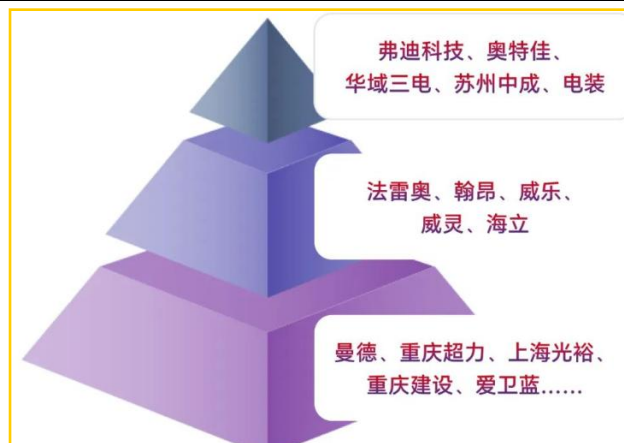 弗迪科技、奥特佳、
华域三电、苏州中成、电装
法雷奥、翰昂、威乐、
威灵、海立
曼德、重庆超力、上海光裕、
重庆建设、爱卫蓝......